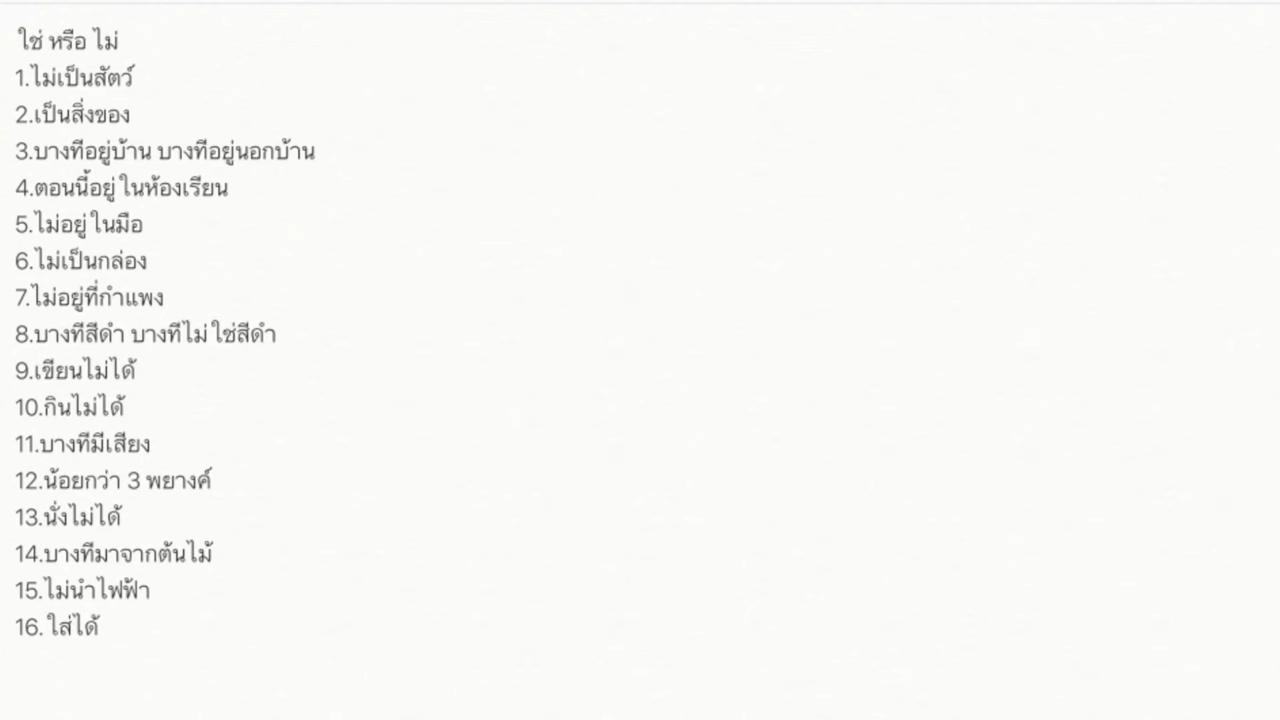 ใช่ หรือ ไม่
1.ไม่เป็นสัตว์
2.เป็นสิ่งของ
3.บางทีอยู่บ้าน บางทีอยู่นอกบ้าน
4.ตอนนี้อยู่ในห้องเรียน
5.ไม่อยู่ในมือ
6.ไม่เป็นกล่อง
7.ไม่อยู่ที่กำแพง
8.บางทีสีดำ บางทีไม่ใช่สีดำ
9.เขียนไม่ได้
10.กินไม่ได้
11.บางทีมีเสียง
12.น้อยกว่า 3 พยางค์
13.นั่งไม่ได้
14.บางทีมาจากต้นไม้
15.ไม่นำไฟฟ้า
16. ใส่ได้